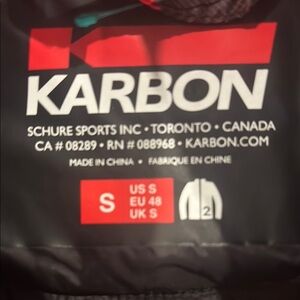 KARBON
SCHURE SPORTS INC • TORONTO • CANADA
CA # 08289 • RN # 088968 • KARBON.COM
MADE IN CHINA • FABRIQUE EN CHINE
S
US S
EU 48
UK S
2